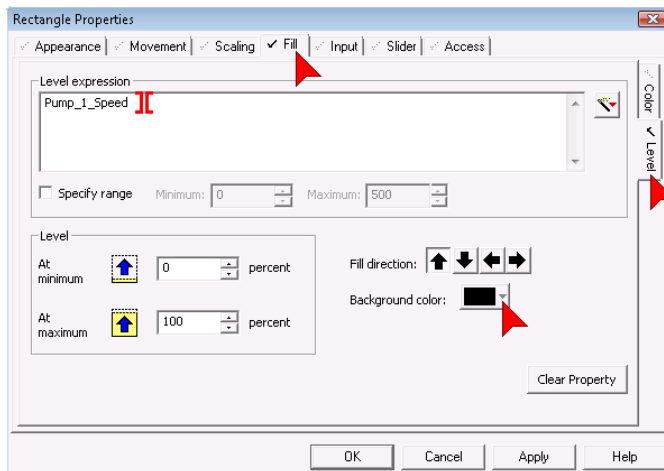 Rectangle Properties
Appearance Movement Scaling Fill Input Slider Access
Color
Level
Level expression
Pump_1_Speed
Specify range Minimum: 0 Maximum: 500
Level
At minimum 0 percent
At maximum 100 percent
Fill direction:
Background color:
Clear Property
OK Cancel Apply Help